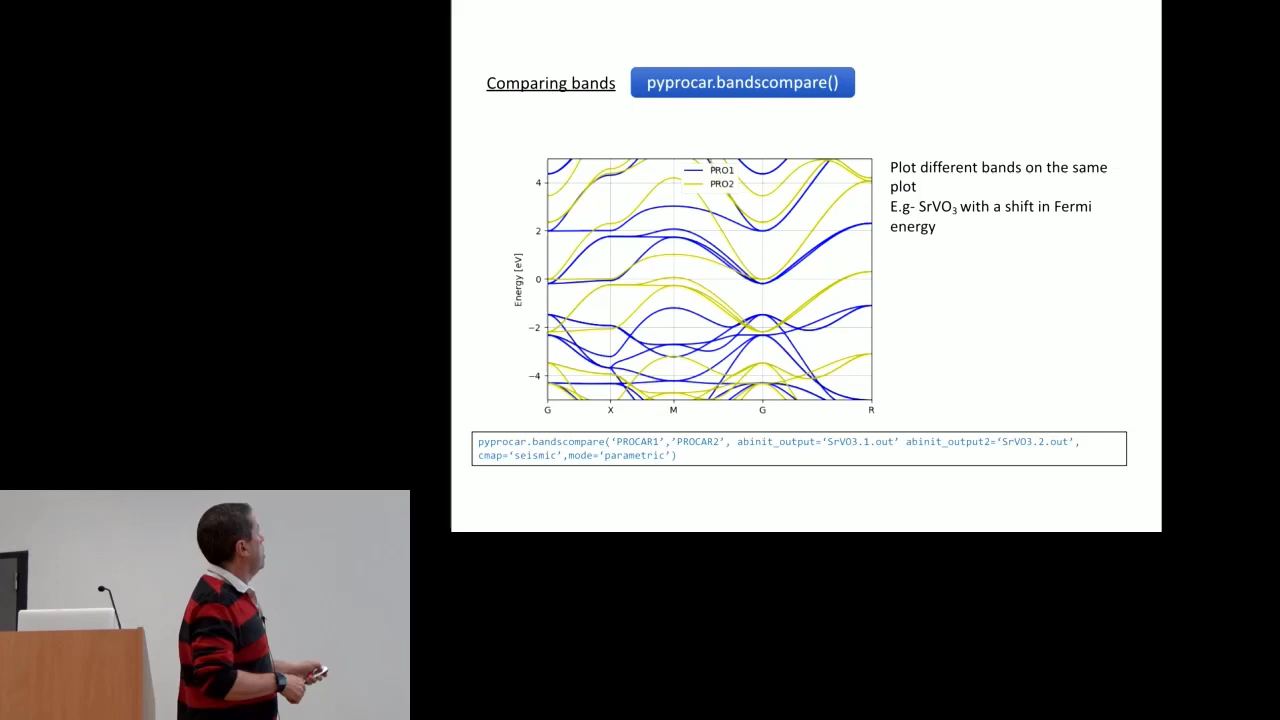 Comparing bands
pyprocar.bandscompare()
PRO1
PRO2
4
2
0
−2
−4
Energy [eV]
G X M G R
Plot different bands on the same
plot
E.g- SrVO3 with a shift in Fermi
energy
pyprocar.bandscompare(‘PROCAR1’,’PROCAR2’, abinit_output=‘SrVO3.1.out’ abinit_output2=‘SrVO3.2.out’,
cmap=‘seismic’,mode=‘parametric’)